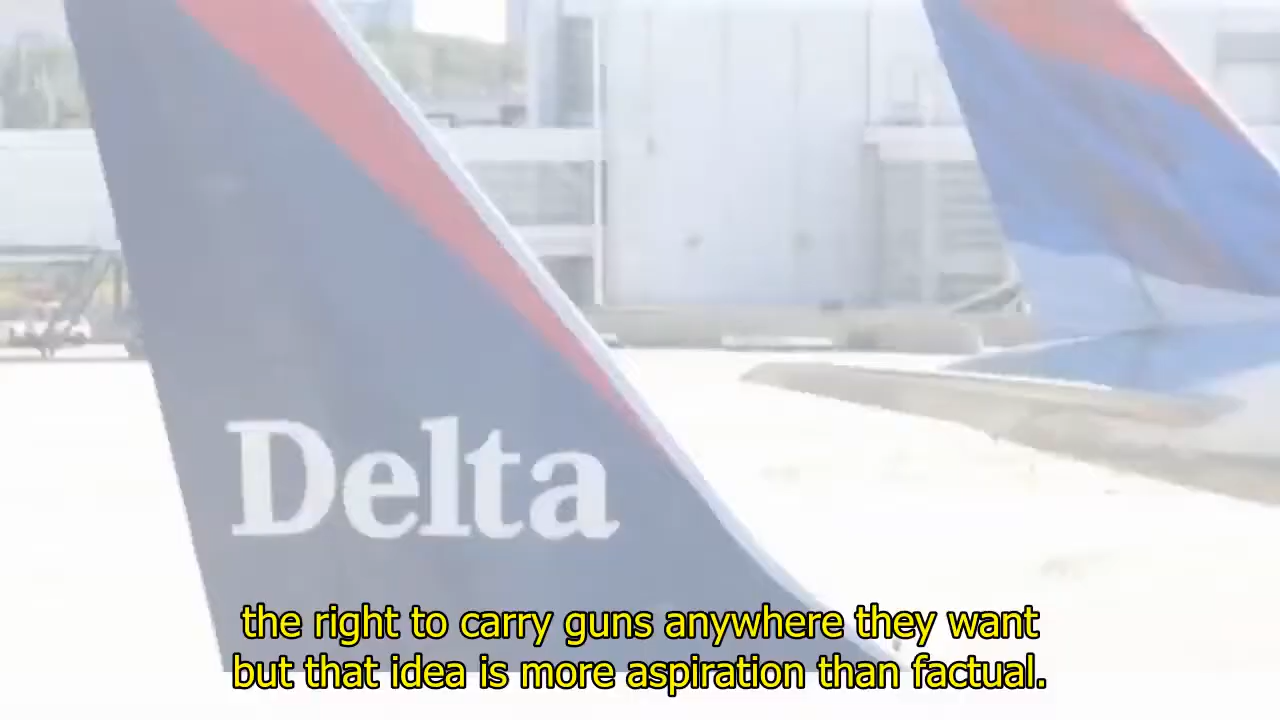 Delta
the right to carry guns anywhere they want
but that idea is more aspiration than factual.